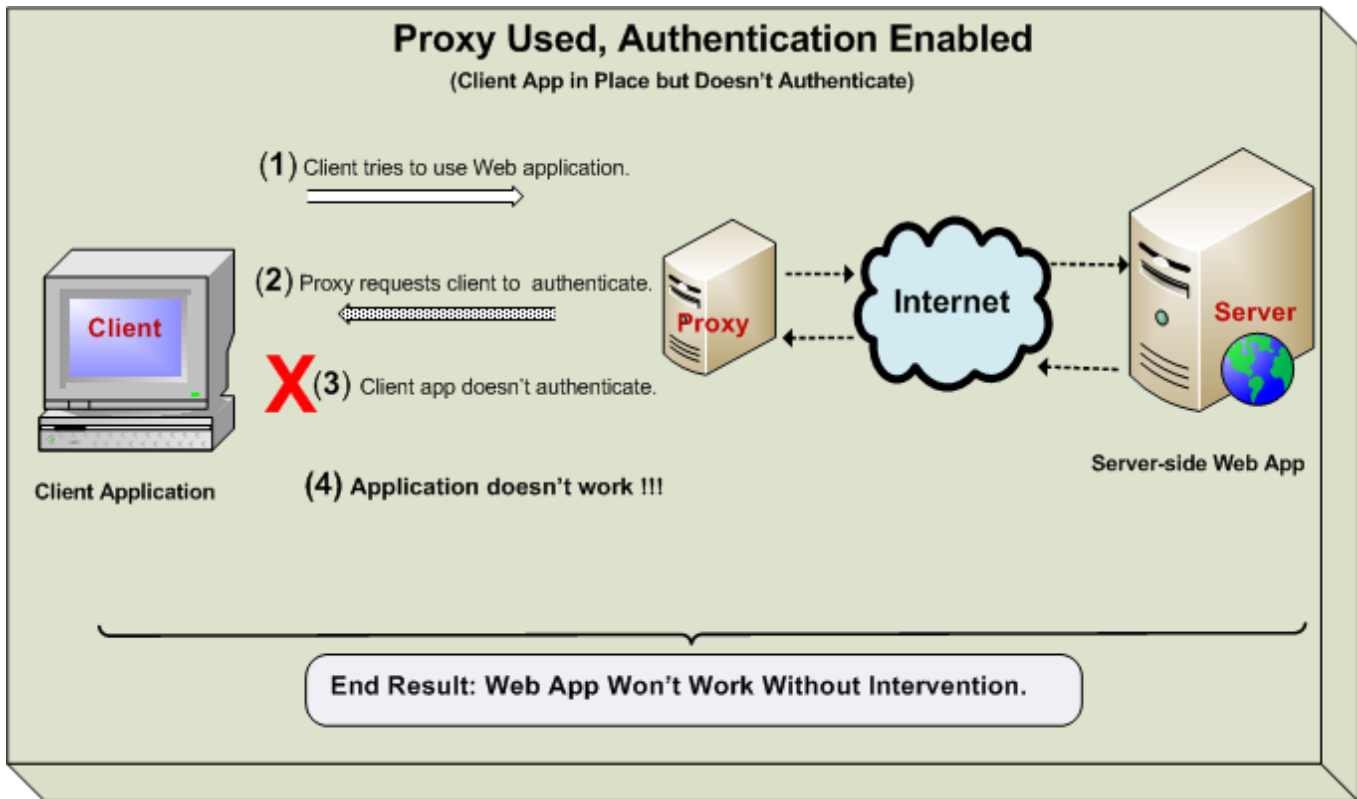 Proxy Used, Authentication Enabled
(Client App in Place but Doesn't Authenticate)
(1) Client tries to use Web application.
(2) Proxy requests client to authenticate.
Client
Proxy
Internet
Server
X(3) Client app doesn't authenticate.
Server-side Web App
Client Application
(4) Application doesn't work !!!
End Result: Web App Won't Work Without Intervention.